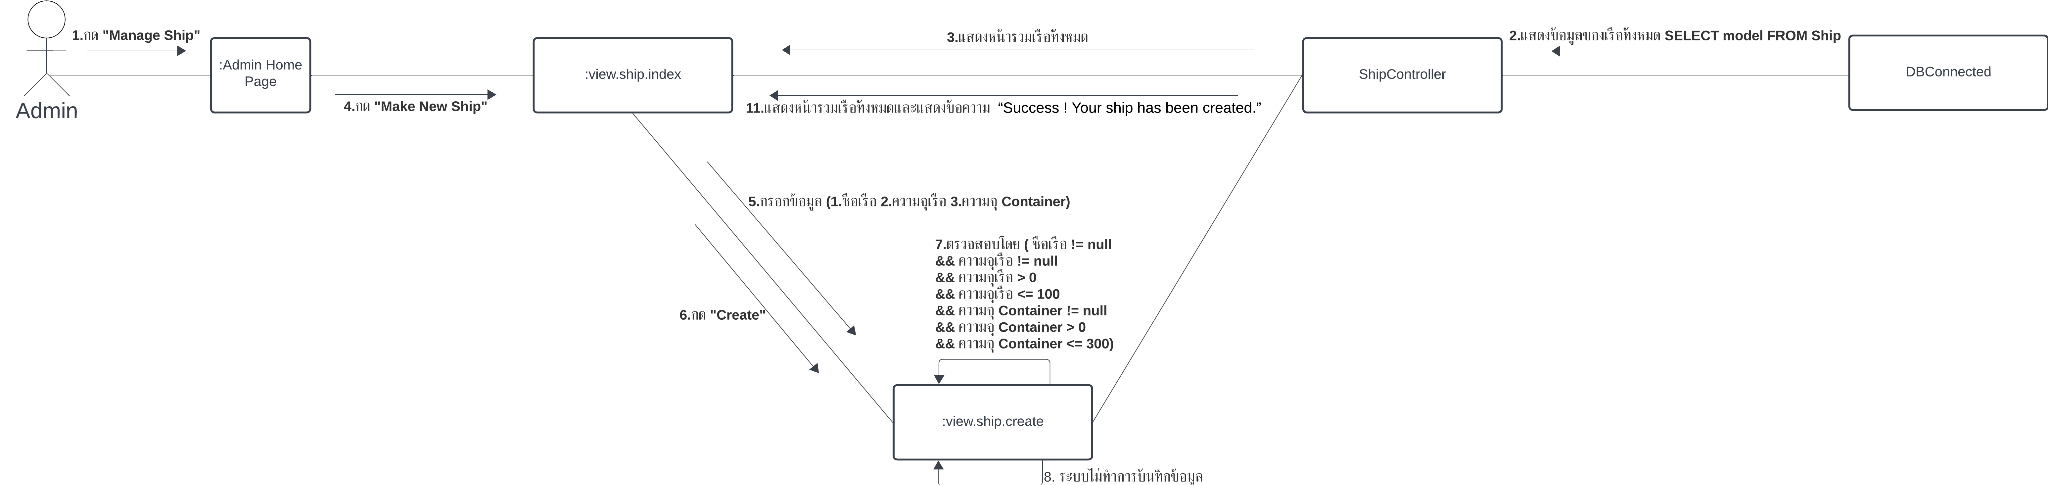 1.กด "Manage Ship"
3.แสดงหน้ารวมเรือทั้งหมด
2.แสดงข้อมูลของเรือทั้งหมด SELECT model FROM Ship
:Admin Home
Page
:view.ship.index
ShipController
DBConnected
Admin
4.กด "Make New Ship"
11.แสดงหน้ารวมเรือทั้งหมดและแสดงข้อความ “Success ! Your ship has been created.”
5.กรอกข้อมูล (1.ชื่อเรือ 2.ความจุเรือ 3.ความจุ Container)
7.ตรวจสอบโดย ( ชื่อเรือ != null
&& ความจุเรือ != null
&& ความจุเรือ > 0
&& ความจุเรือ <= 100
&& ความจุ Container != null
&& ความจุ Container > 0
&& ความจุ Container <= 300)
6.กด "Create"
:view.ship.create
8. ระบบไม่ทำการบันทึกข้อมูล